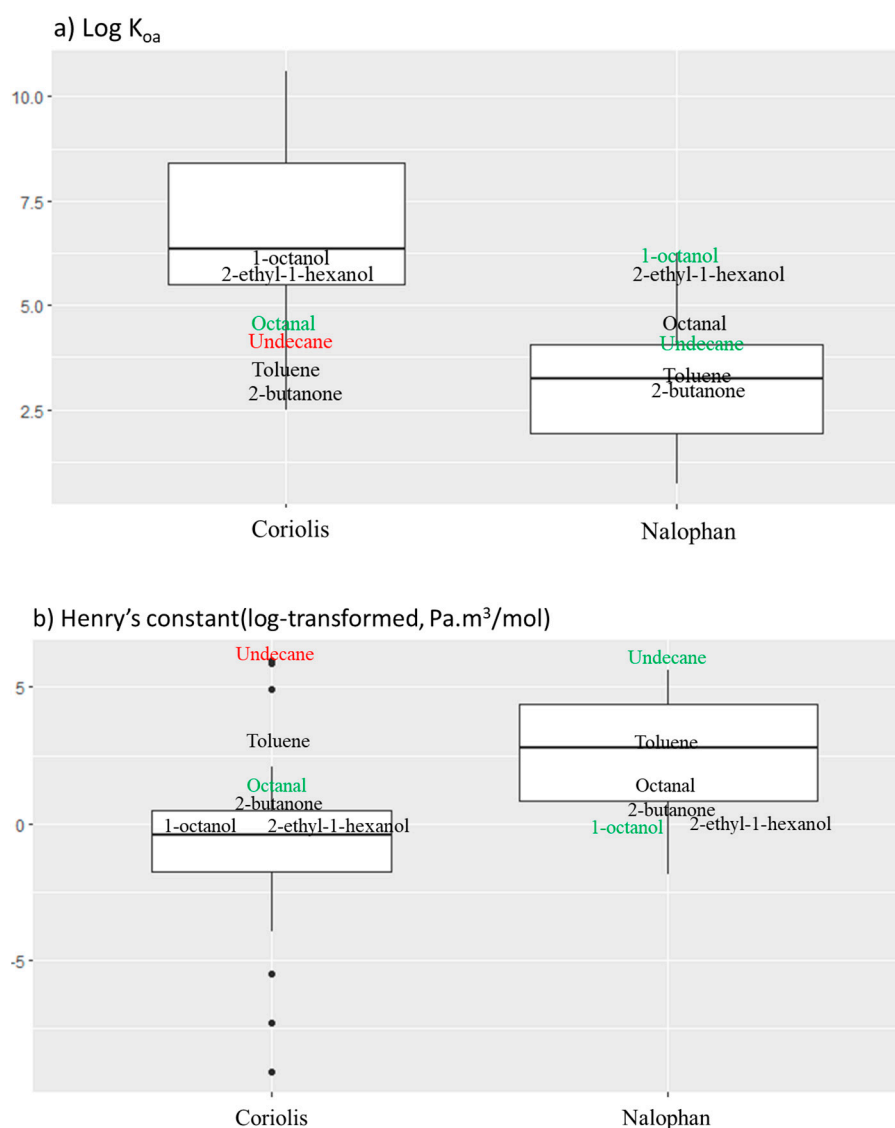 a) Log Koa
10.0
7.5
5.0
2.5
1-octanol
2-ethyl-1-hexanol
Octanal
Undecane
Toluene
2-butanone
1-octanol
2-ethyl-1-hexanol
Octanal
Undecane
Toluene
2-butanone
Coriolis
Nalophan
b) Henry’s constant(log-transformed, Pa.m³/mol)
5
0
-5
Undecane
Toluene
Octanal
2-butanone
1-octanol 2-ethyl-1-hexanol
Undecane
Toluene
Octanal
2-butanone
1-octanol 2-ethyl-1-hexanol
Coriolis
Nalophan